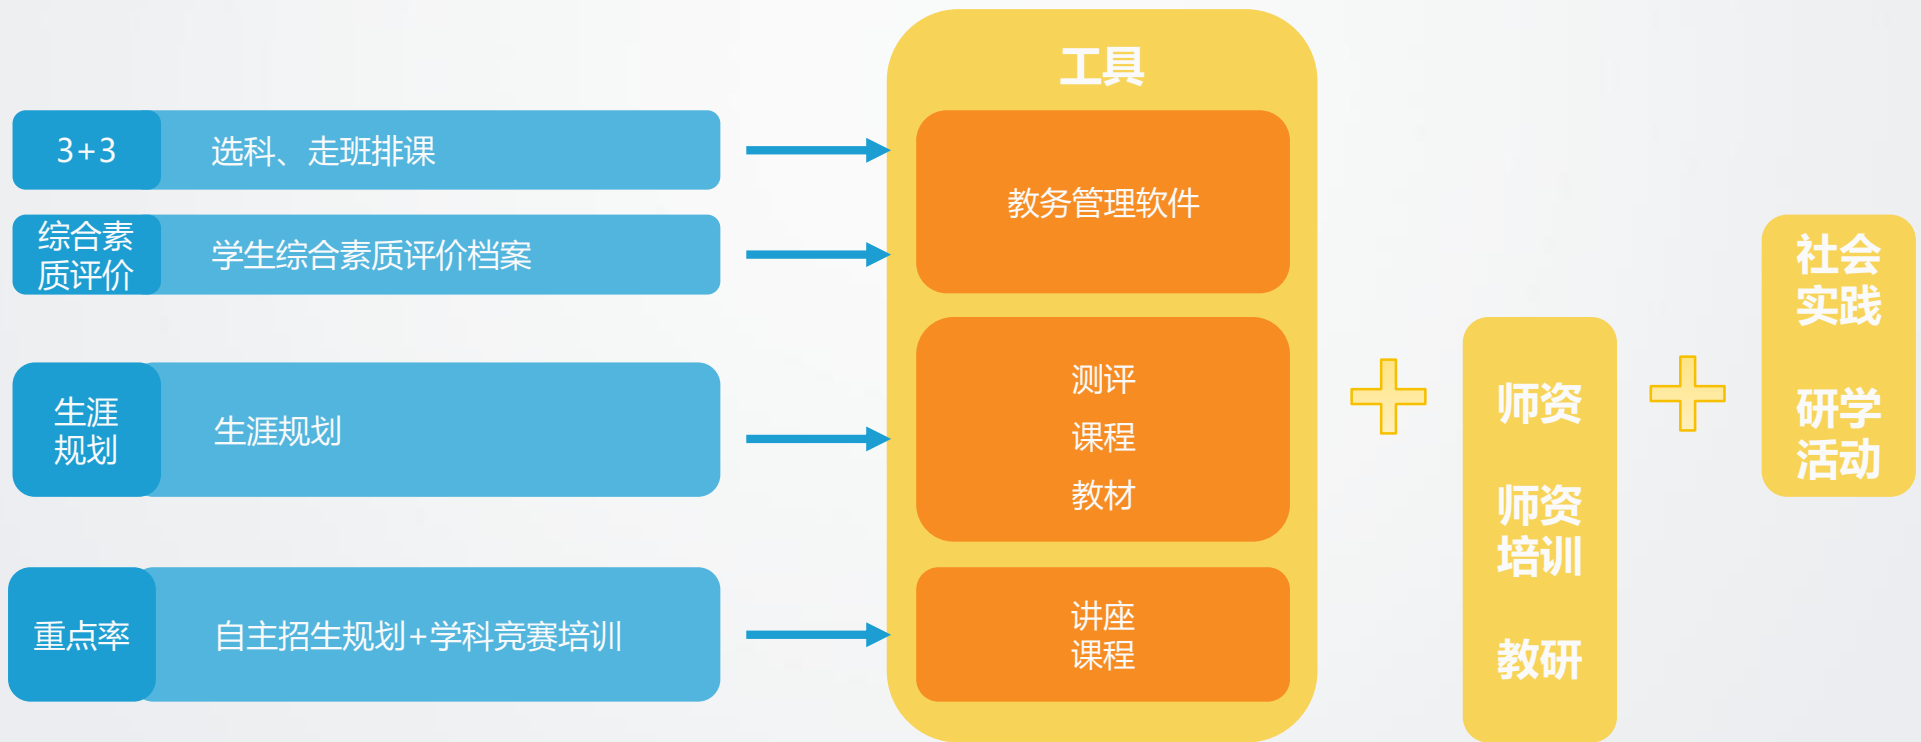 工具
3+3
选科、走班排课
综合素
质评价
学生综合素质评价档案
教务管理软件
生涯
规划
生涯规划
测评
课程
教材
重点率
自主招生规划+学科竞赛培训
讲座
课程
师资
师资
培训
教研
社会
实践
研学
活动